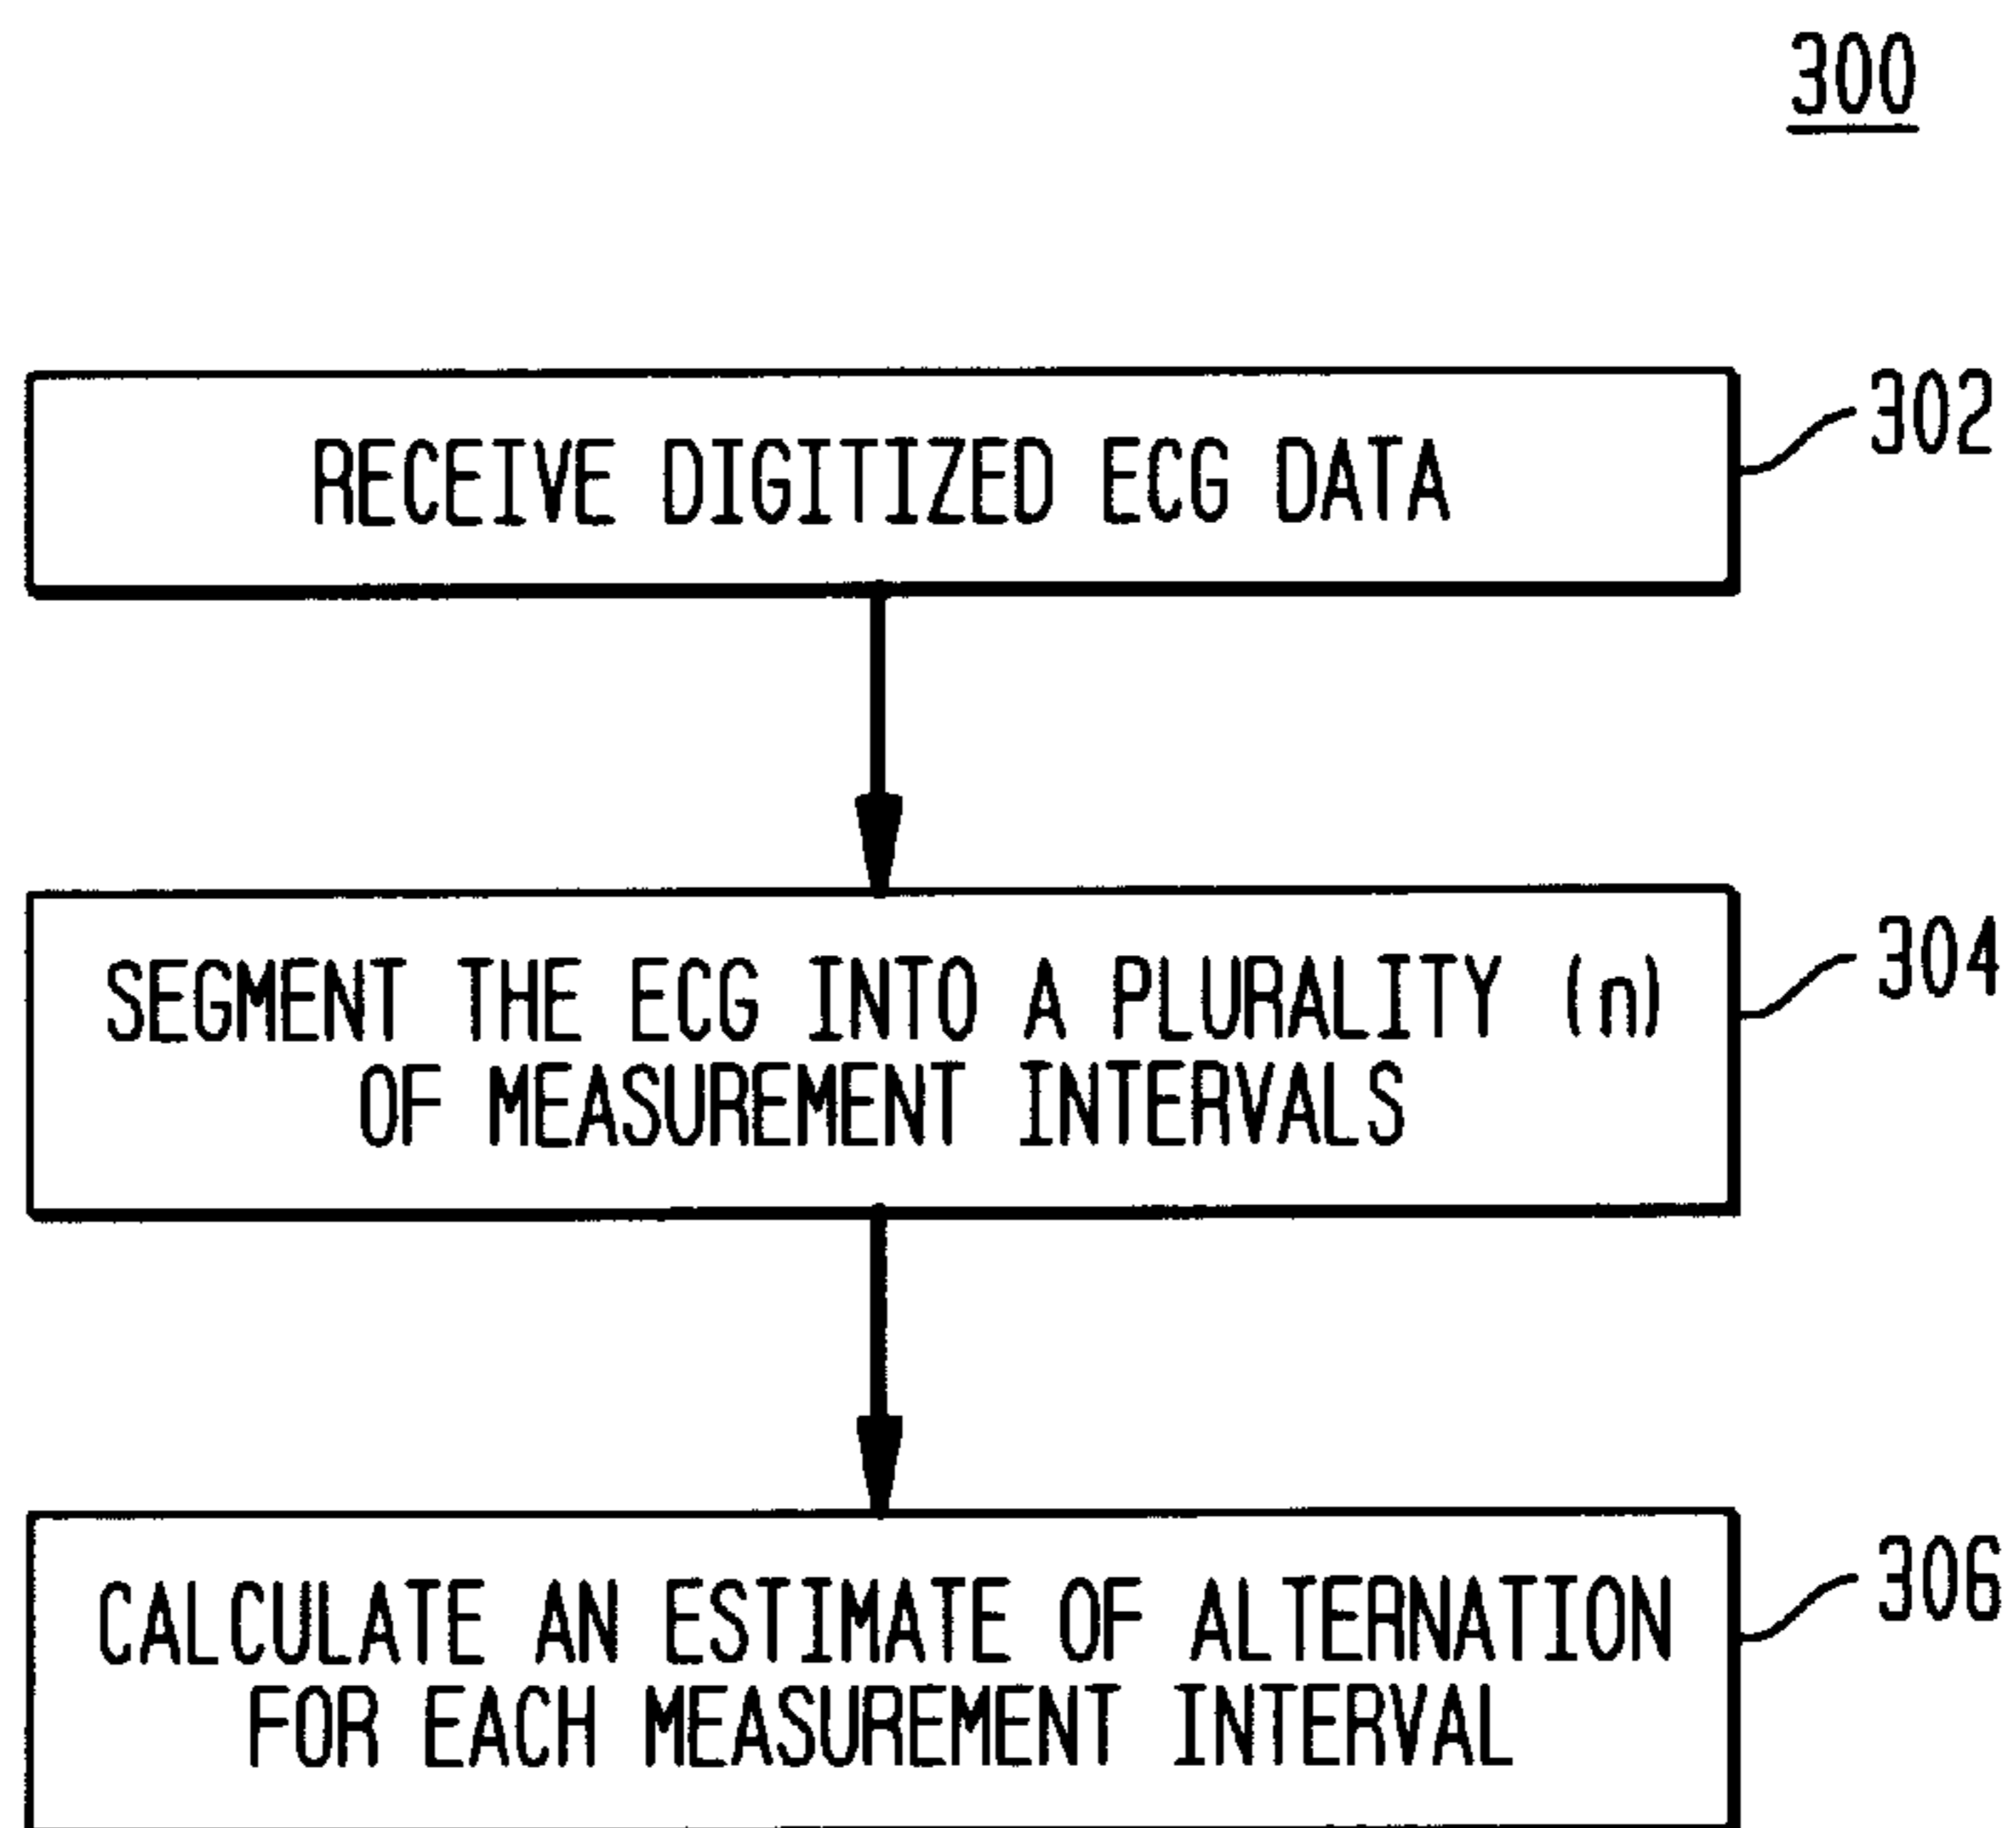 300
RECEIVE DIGITIZED ECG DATA
302
SEGMENT THE ECG INTO A PLURALITY (n)
OF MEASUREMENT INTERVALS
304
CALCULATE AN ESTIMATE OF ALTERNATION
FOR EACH MEASUREMENT INTERVAL
306